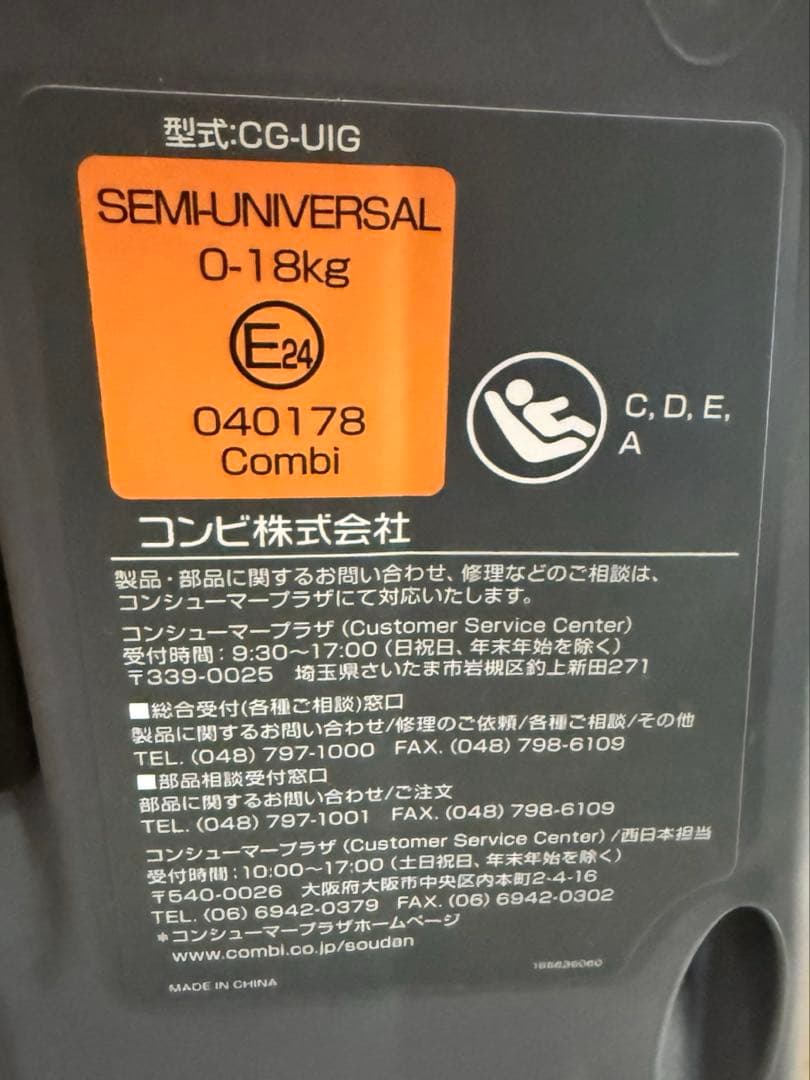 型式:CG-UIG
SEMI-UNIVERSAL
0-18kg
E24
040178
Combi
C, D, E,
A
コンビ株式会社
製品・部品に関するお問い合わせ、修理などのご相談は、
コンシューマープラザにて対応いたします。
コンシューマープラザ (Customer Service Center)
受付時間：9:30～17:00（日祝日、年末年始を除く）
〒339-0025 埼玉県さいたま市岩槻区釣上新田271
■総合受付(各種ご相談)窓口
製品に関するお問い合わせ/修理のご依頼/各種ご相談/その他
TEL. (048) 797-1000 FAX. (048) 798-6109
■部品相談受付窓口
部品に関するお問い合わせ/ご注文
TEL. (048) 797-1001 FAX. (048) 798-6109
コンシューマープラザ (Customer Service Center) /西日本担当
受付時間：10:00～17:00（土日祝日、年末年始を除く）
〒540-0026 大阪府大阪市中央区内本町2-4-16
TEL. (06) 6942-0379 FAX. (06) 6942-0302
＊コンシューマープラザホームページ
www.combi.co.jp/soudan
MADE IN CHINA